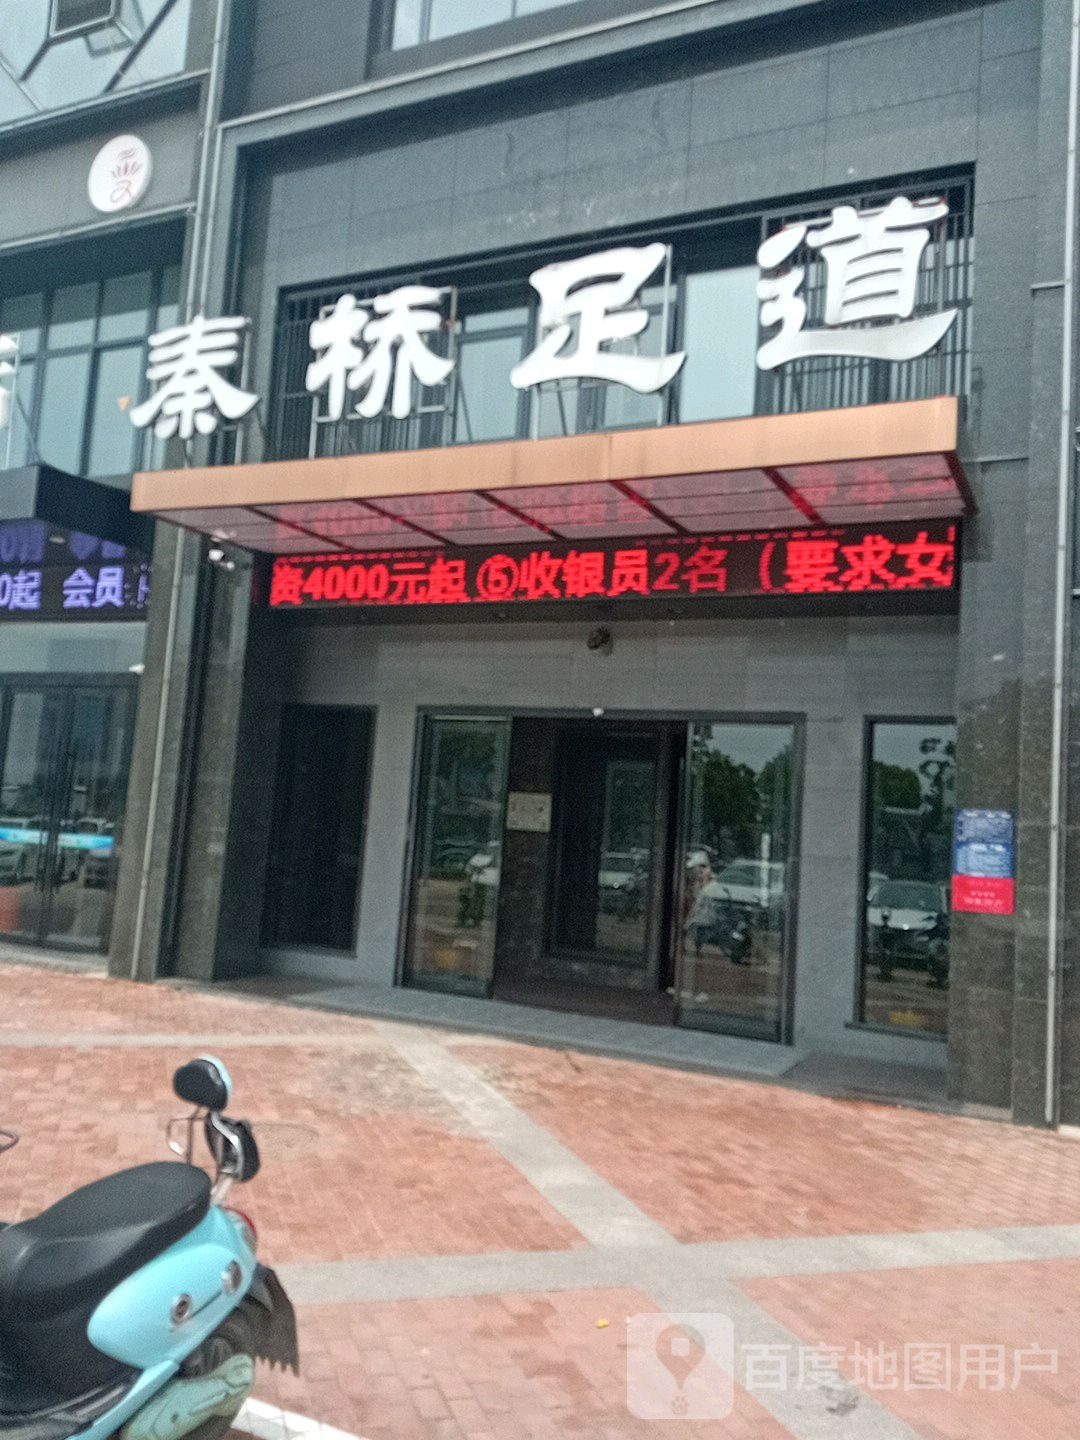 秦桥足道
资4000元起 ⑤收银员2名（要求女
0起 会员
百度地图用户